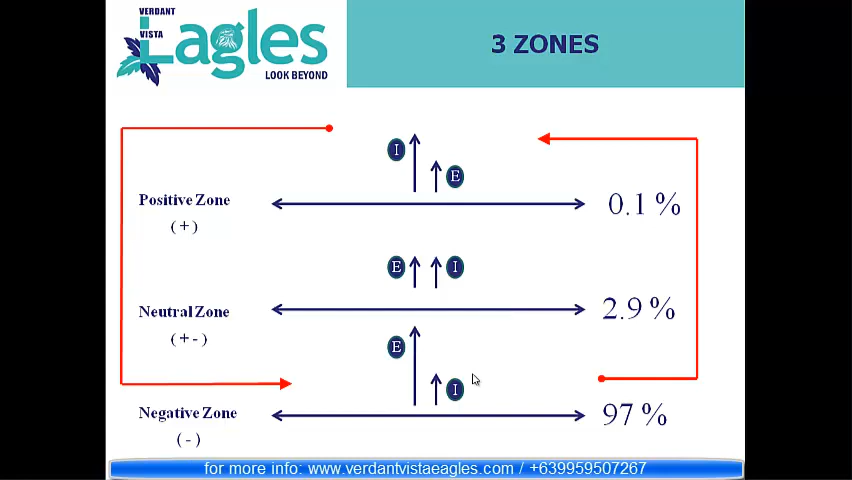 VERDANT
VISTA
Eagles
LOOK BEYOND
3 ZONES
I
E
Positive Zone
(+)
0.1 %
E
I
Neutral Zone
(+-)
2.9 %
E
I
Negative Zone
(-)
97 %
for more info: www.verdantvistaeagles.com / +639959507267